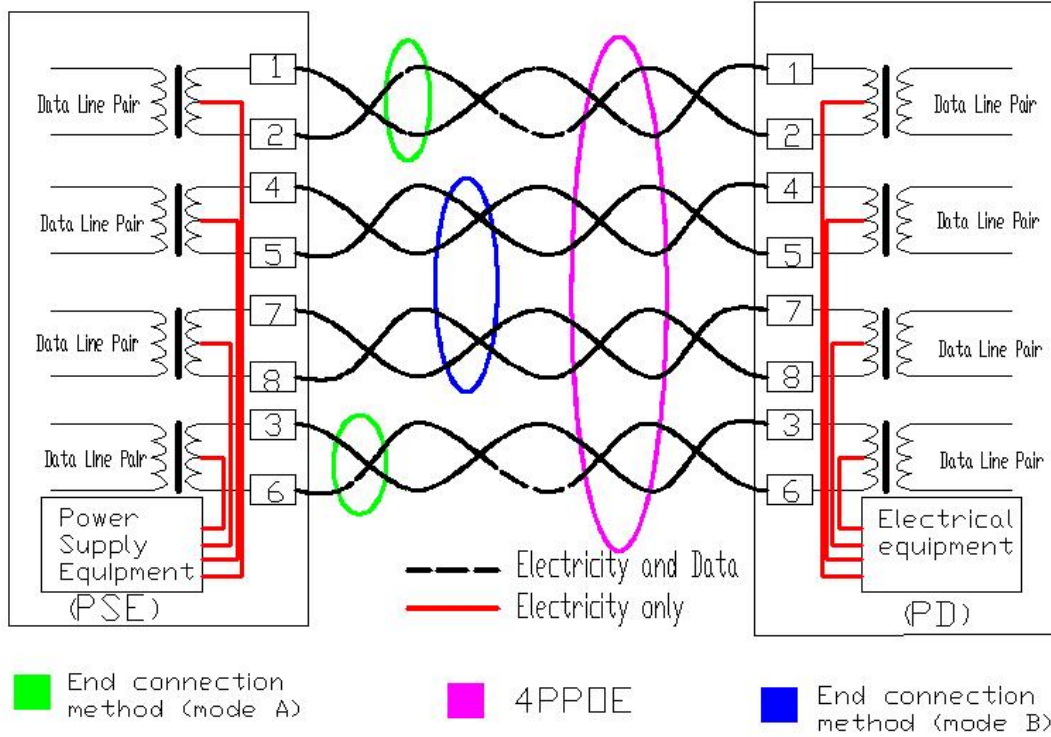 1
1
Data Line Pair
Data Line Pair
2
2
4
4
Data Line Pair
Data Line Pair
5
5
7
7
Data Line Pair
Data Line Pair
8
8
3
3
Data Line Pair
Data Line Pair
6
6
Power
Supply
Equipment
(PSE)
Electrical
equipment
(PD)
Electricity and Data
Electricity only
End connection
method (mode A)
4PPOE
End connection
method (mode B)